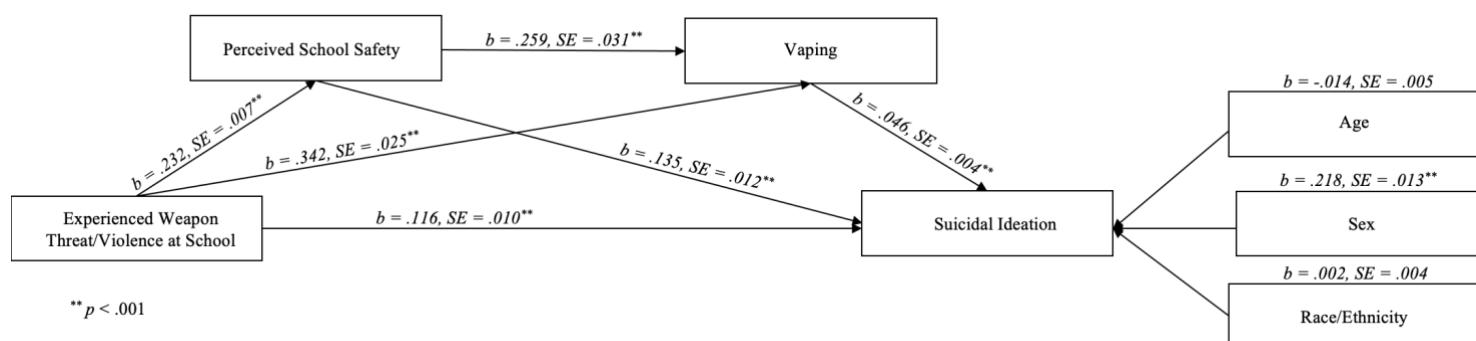 Perceived School Safety
b = .259, SE = .031**
Vaping
b = .232, SE = .007**
b = .342, SE = .025**
b = .135, SE = .012**
b = .046, SE = .004**
Experienced Weapon
Threat/Violence at School
b = .116, SE = .010**
Suicidal Ideation
b = -.014, SE = .005
Age
b = .218, SE = .013**
Sex
b = .002, SE = .004
Race/Ethnicity
** p < .001